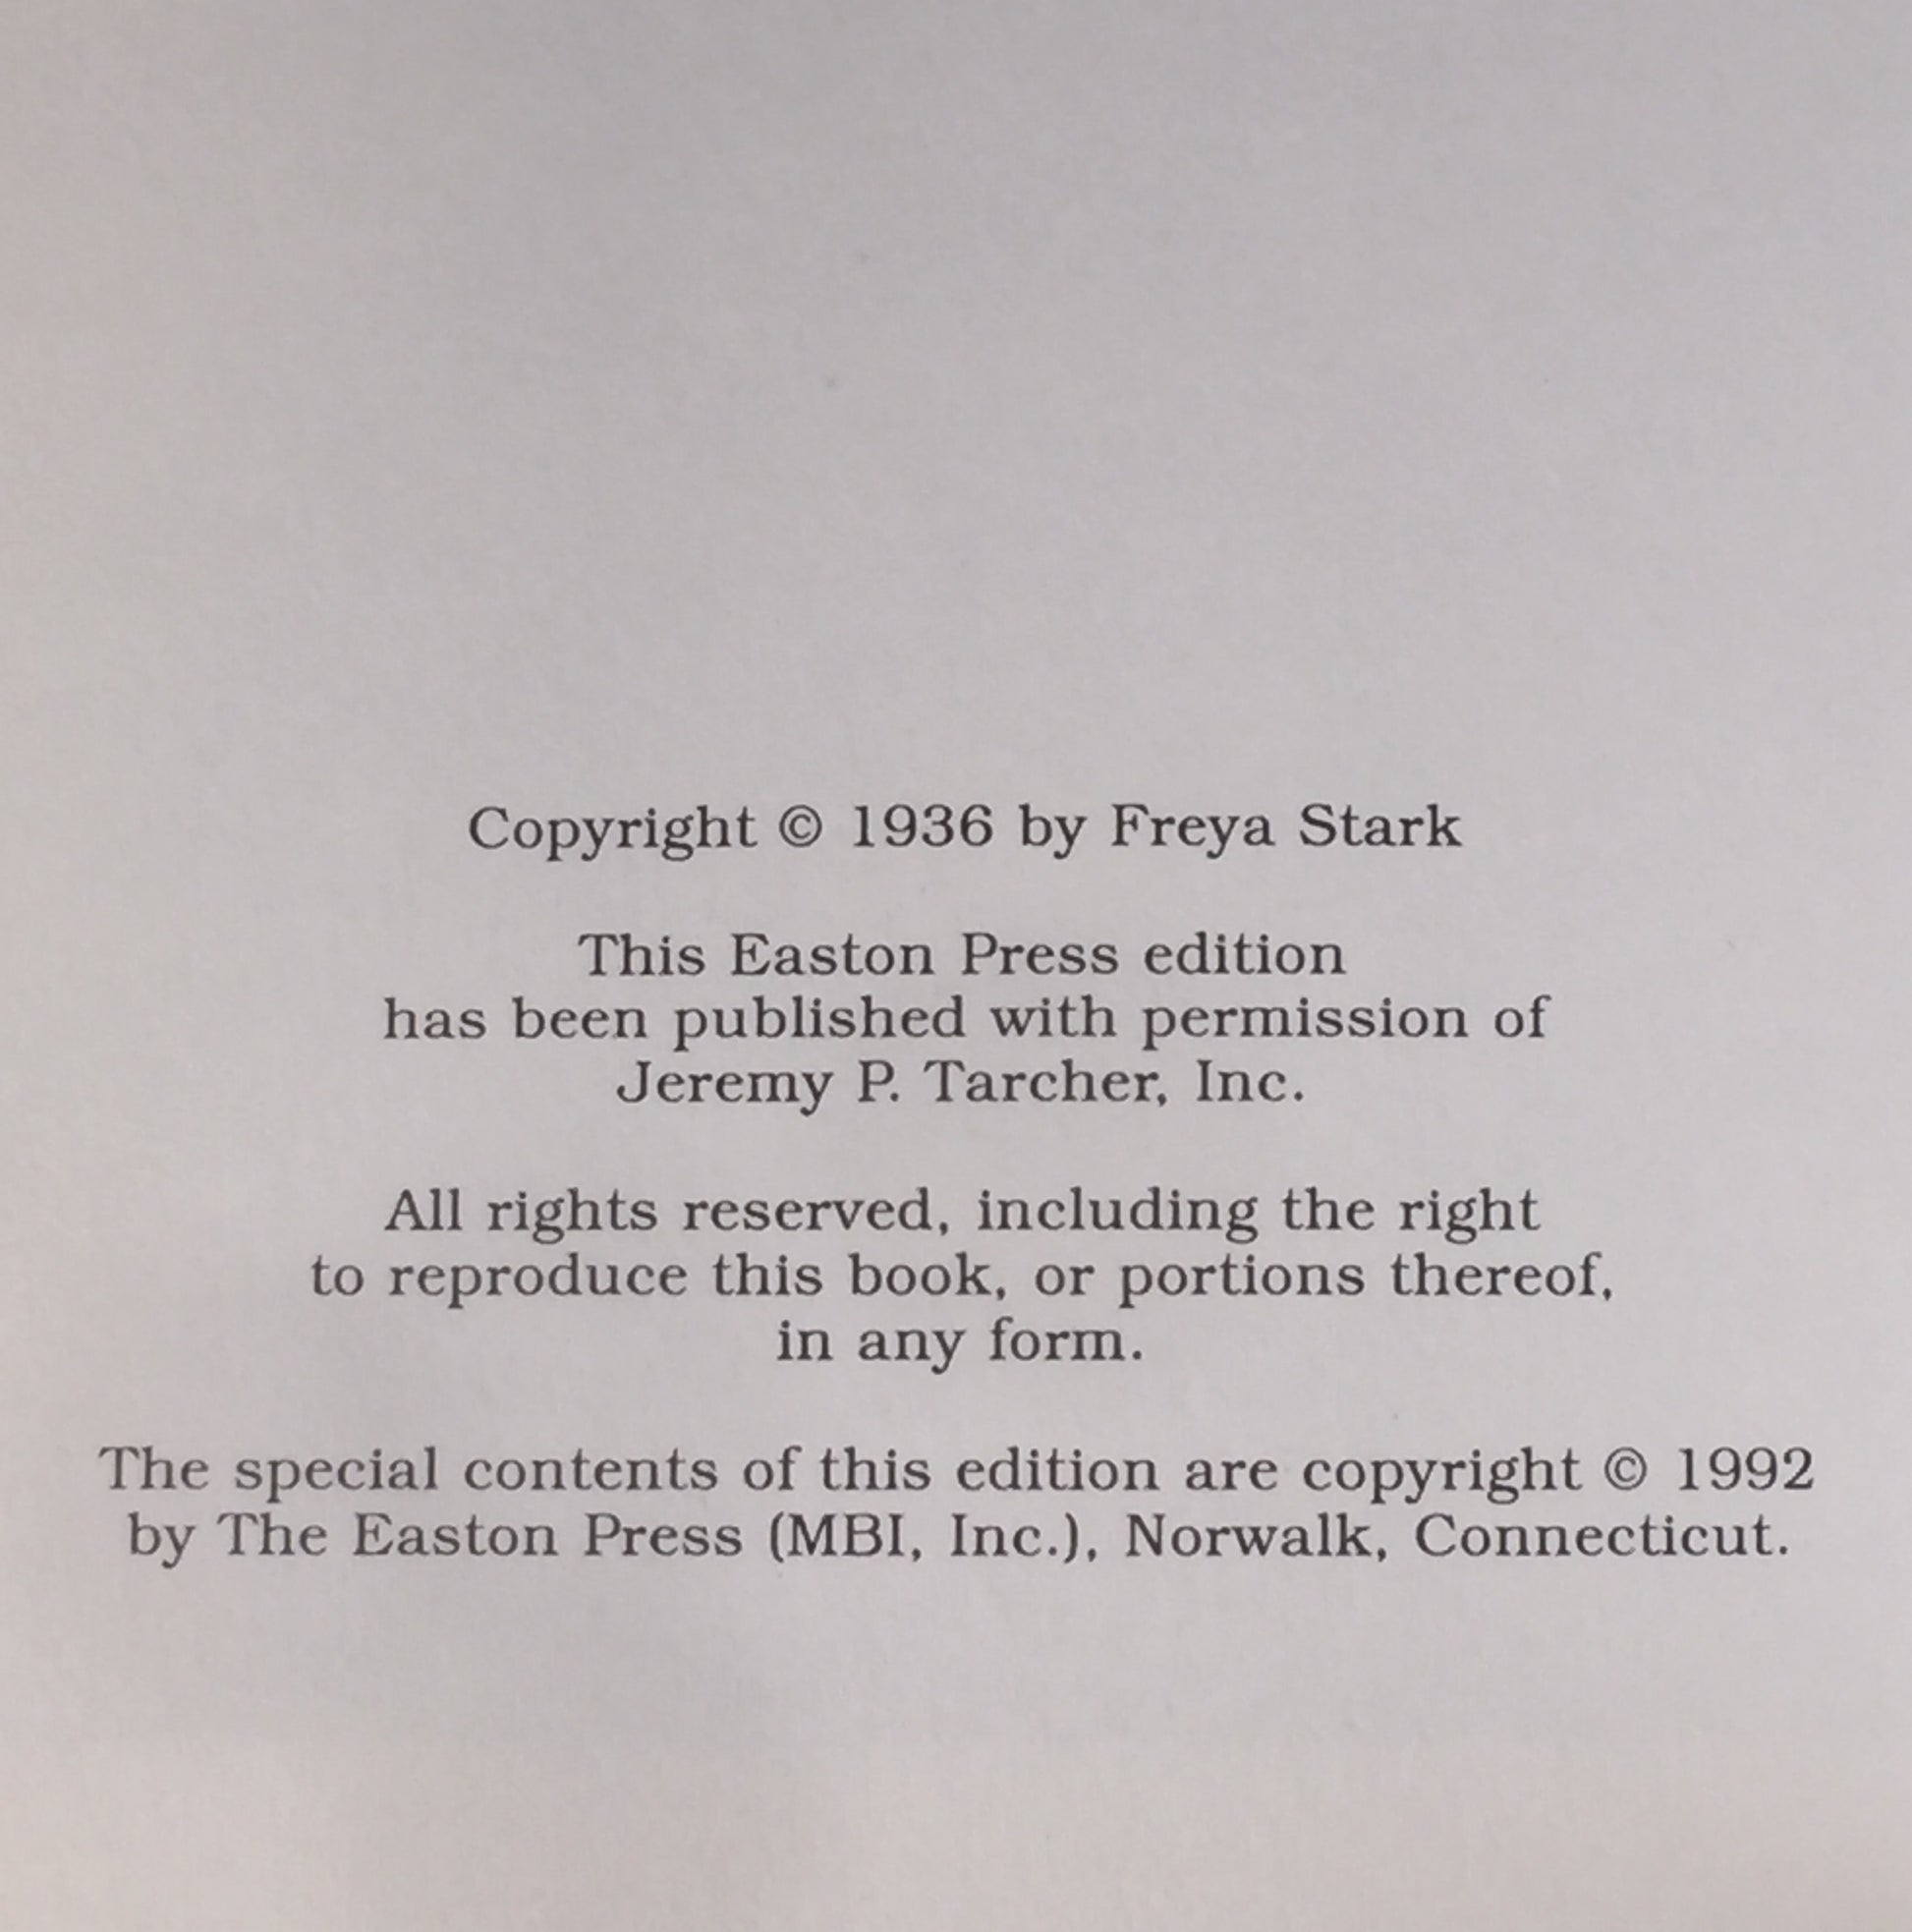 Copyright © 1936 by Freya Stark
This Easton Press edition
has been published with permission of
Jeremy P. Tarcher, Inc.
All rights reserved, including the right
to reproduce this book, or portions thereof,
in any form.
The special contents of this edition are copyright © 1992
by The Easton Press (MBI, Inc.), Norwalk, Connecticut.